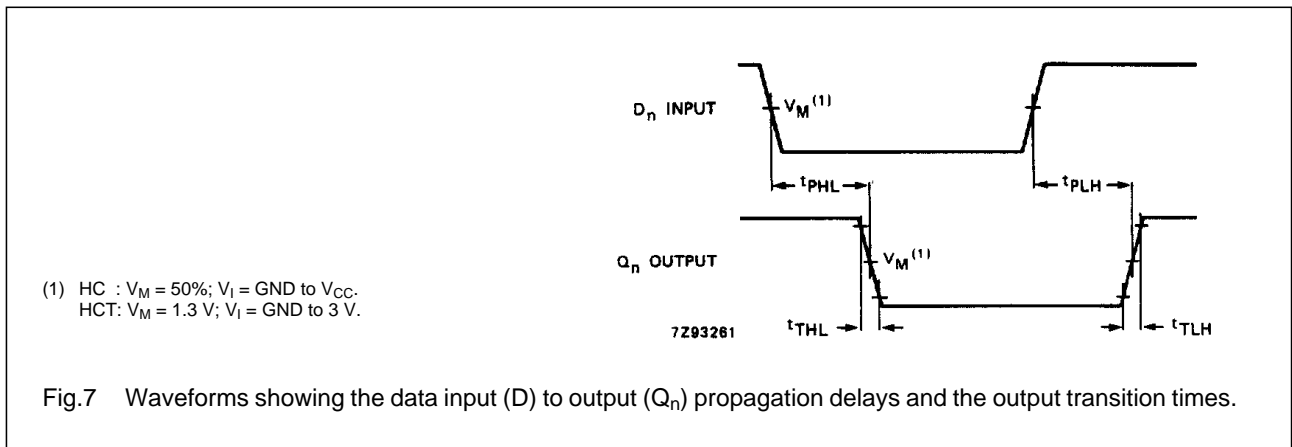 Dn INPUT
VM(1)
tPHL
tPLH
Qn OUTPUT
VM(1)
(1) HC : VM = 50%; VI = GND to VCC.
HCT: VM = 1.3 V; VI = GND to 3 V.
7Z93261
tTHL
tTLH
Fig.7 Waveforms showing the data input (D) to output (Qn) propagation delays and the output transition times.